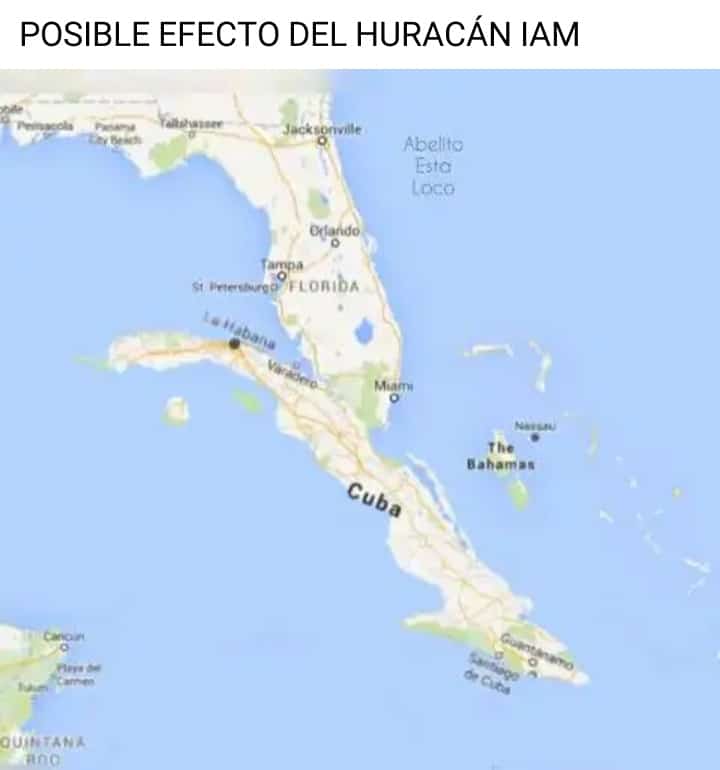 POSIBLE EFECTO DEL HURACÁN IAM
Pensacola
Panama
City Beach
Tallahassee
Jacksonville
Abelito
Esta
Loco
Orlando
Tampa
St Petersburg
FLORIDA
La Habana
Varadero
Miami
Nassau
The
Bahamas
Cuba
Cancun
Playa del
Carmen
Tulum
Guantánamo
Santiago
de Cuba
QUINTANA
ROO